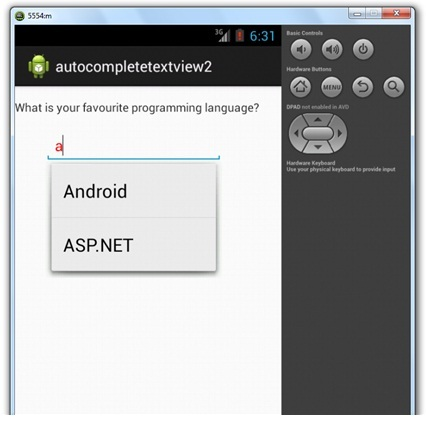 5554:m
3G 6:31
autocompletetextview2
What is your favourite programming language?
a
Android
ASP.NET
Basic Controls
Hardware Buttons
MENU
DPAD not enabled in AVD
Hardware Keyboard
Use your physical keyboard to provide input